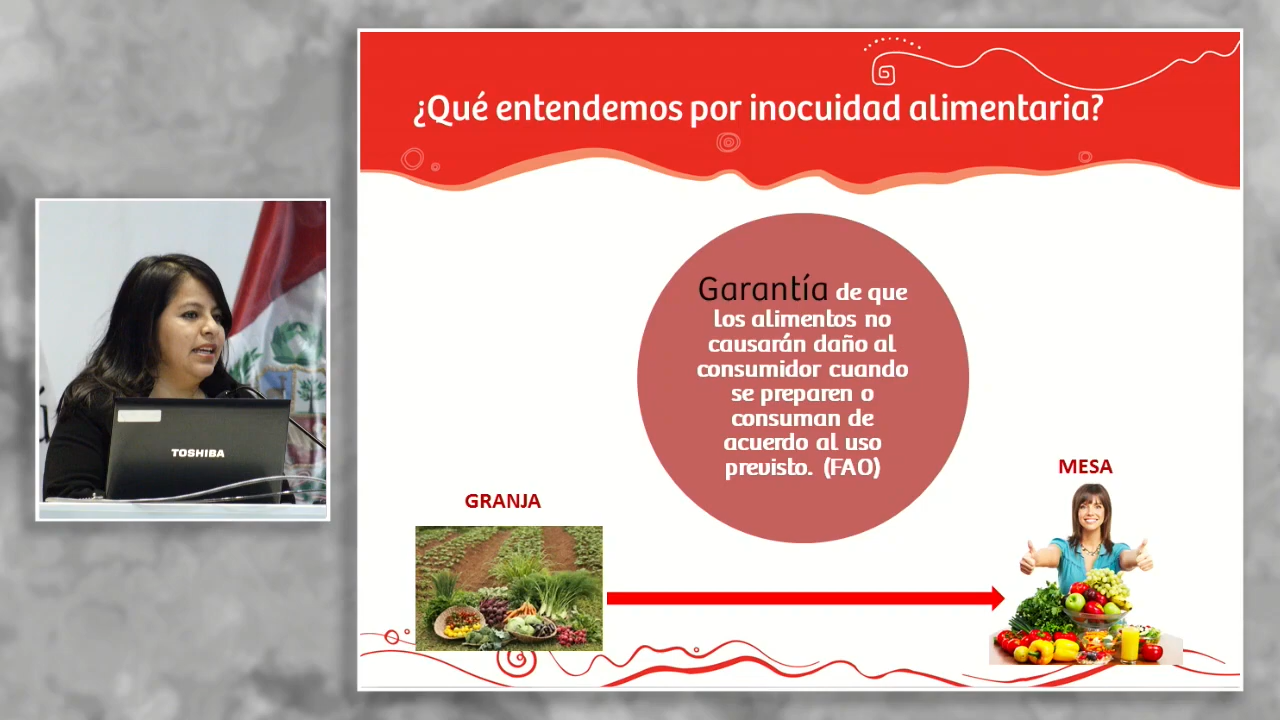 ¿Qué entendemos por inocuidad alimentaria?
Garantía de que
los alimentos no
causarán daño al
consumidor cuando
se preparen o
consuman de
acuerdo al uso
previsto. (FAO)
MESA
GRANJA
TOSHIBA